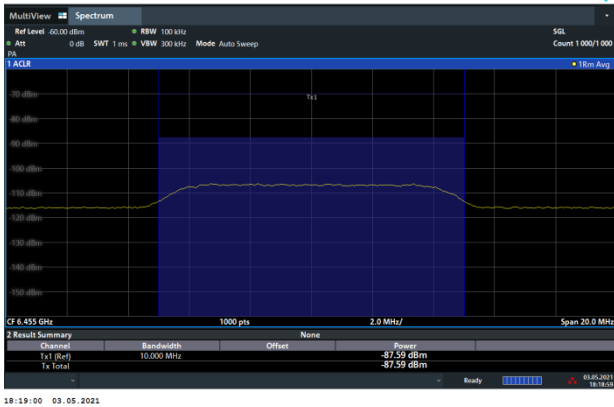 MultiView Spectrum
Ref Level -60.00 dBm RBW 100 kHz SGL
Att 0 dB SWT 1 ms VBW 300 kHz Mode Auto Sweep Count 1000/1000
PA
1 ACLR 1Rm Avg
Tx1
-70 dBm
-80 dBm
-90 dBm
-100 dBm
-110 dBm
-120 dBm
-130 dBm
-140 dBm
-150 dBm
CF 6.455 GHz 1000 pts 2.0 MHz/ Span 20.0 MHz
2 Result Summary None
Channel Bandwidth Offset Power
Tx1 (Ref) 10.000 MHz -87.59 dBm
Tx Total -87.59 dBm
Ready 03.05.2021
18:18:59
18:19:00 03.05.2021